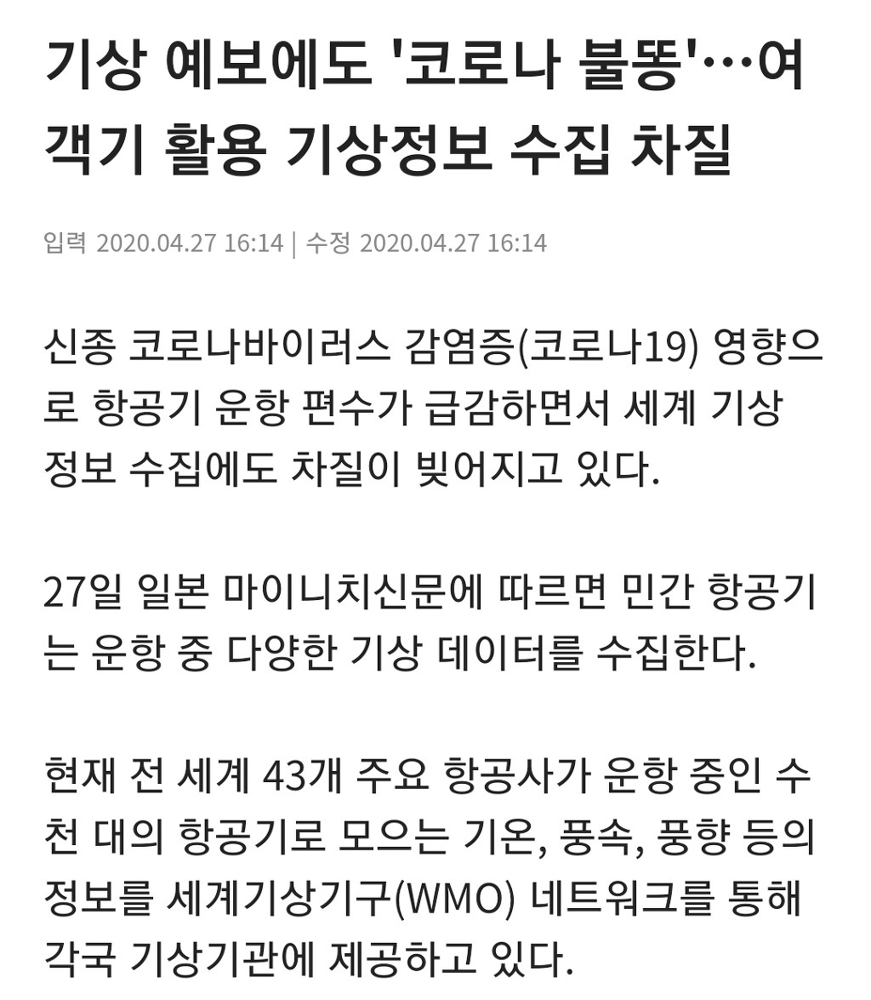 기상 예보에도 '코로나 불똥'…여
객기 활용 기상정보 수집 차질
입력 2020.04.27 16:14 | 수정 2020.04.27 16:14
신종 코로나바이러스 감염증(코로나19) 영향으
로 항공기 운항 편수가 급감하면서 세계 기상
정보 수집에도 차질이 빚어지고 있다.
27일 일본 마이니치신문에 따르면 민간 항공기
는 운항 중 다양한 기상 데이터를 수집한다.
현재 전 세계 43개 주요 항공사가 운항 중인 수
천 대의 항공기로 모으는 기온, 풍속, 풍향 등의
정보를 세계기상기구(WMO) 네트워크를 통해
각국 기상기관에 제공하고 있다.